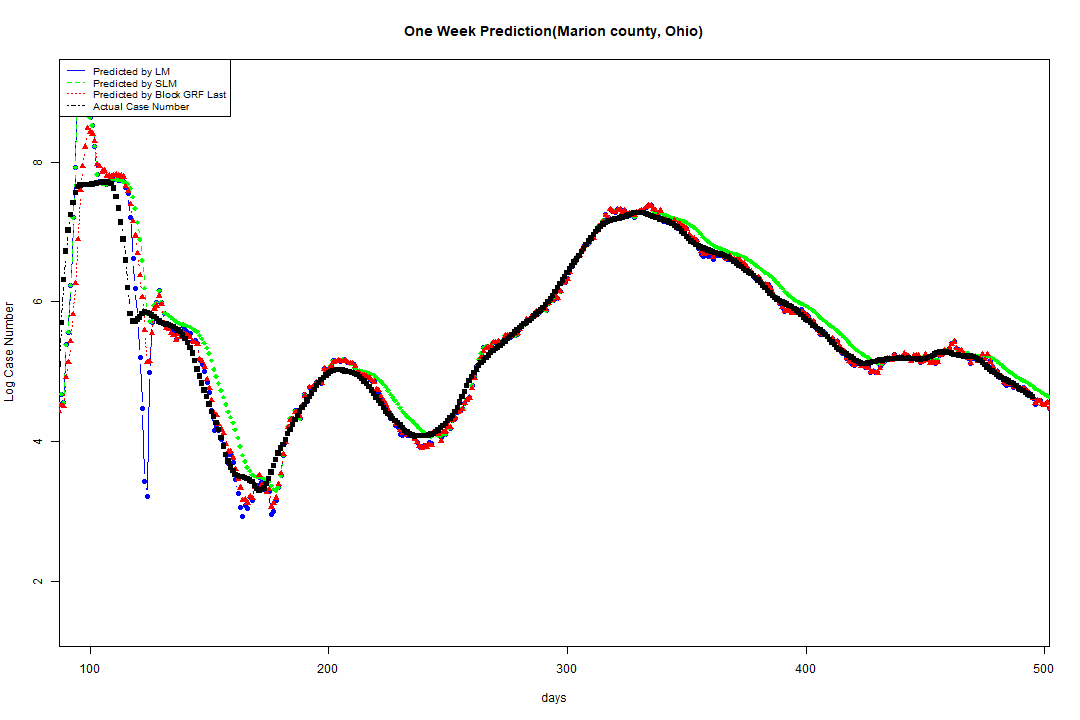 One Week Prediction(Marion county, Ohio)
Predicted by LM
Predicted by SLM
Predicted by Block GRF Last
Actual Case Number
Log Case Number
8
6
4
2
100 200 300 400 500
days